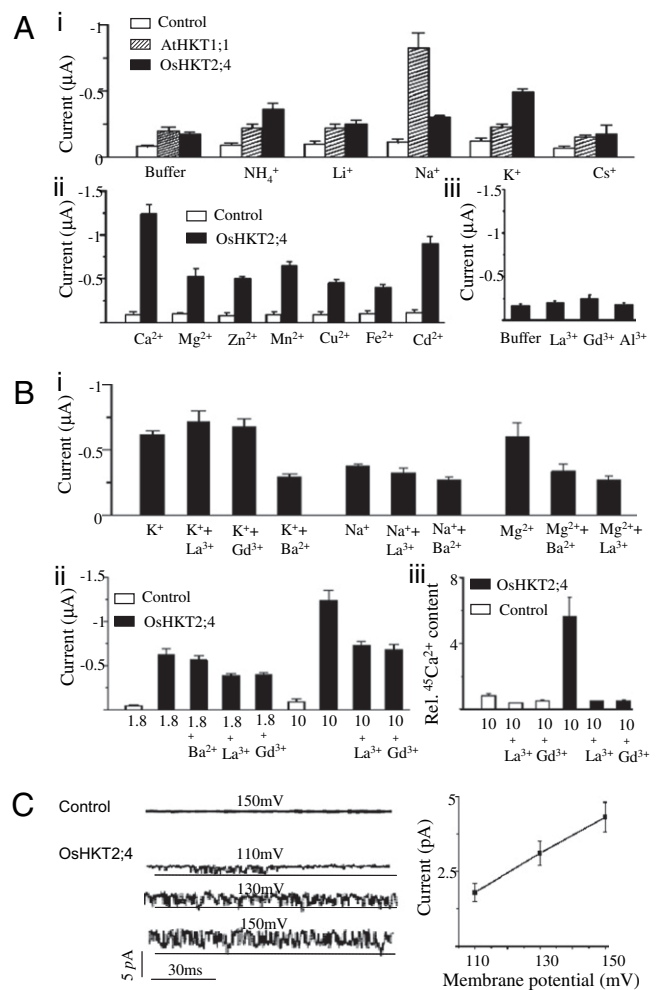 A
i
-1
-0.5
0
Current (µA)
Control
AtHKT1;1
OsHKT2;4
Buffer NH₄⁺ Li⁺ Na⁺ K⁺ Cs⁺
ii
-1.5
-1
-0.5
Current (µA)
Control
OsHKT2;4
Ca²⁺ Mg²⁺ Zn²⁺ Mn²⁺ Cu²⁺ Fe²⁺ Cd²⁺
iii
-1.5
-1
-0.5
0
Current (µA)
Buffer La³⁺ Gd³⁺ Al³⁺
B
i
-1
-0.5
0
Current (µA)
K⁺ K⁺+ K⁺+ K⁺+ Na⁺ Na⁺+ Na⁺+ Mg²⁺ Mg²⁺+ Mg²⁺+
La³⁺ Gd³⁺ Ba²⁺ La³⁺ Ba²⁺ Ba²⁺ La³⁺
ii
-1.5
-1
-0.5
Current (µA)
Control
OsHKT2;4
1.8 1.8 1.8 1.8 1.8 10 10 10 10
+ + + + +
Ba²⁺ La³⁺ Gd³⁺ La³⁺ Gd³⁺
iii
8
4
Rel. ⁴⁵Ca²⁺ content
OsHKT2;4
Control
10 10 10 10 10 10
+ + + +
La³⁺ Gd³⁺ La³⁺ Gd³⁺
C
Control
150mV
OsHKT2;4
110mV
130mV
150mV
5 pA
30ms
5
2.5
Current (pA)
110 130 150
Membrane potential (mV)